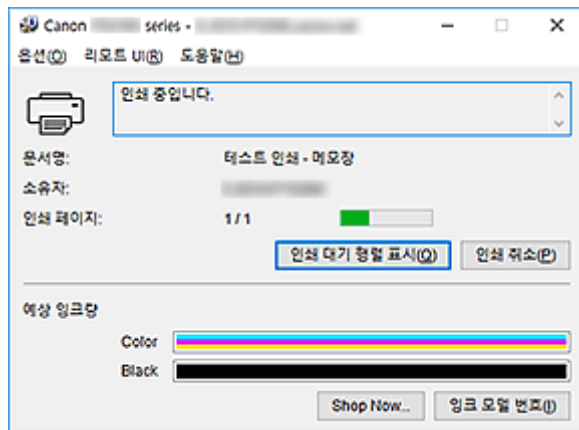 Canon series -
옵션(O) 리모트 UI(R) 도움말(H)
인쇄 중입니다.
문서명: 테스트 인쇄 - 메모장
소유자:
인쇄 페이지: 1 / 1
인쇄 대기 행렬 표시(Q) 인쇄 취소(P)
예상 잉크량
Color
Black
Shop Now... 잉크 모델 번호(I)